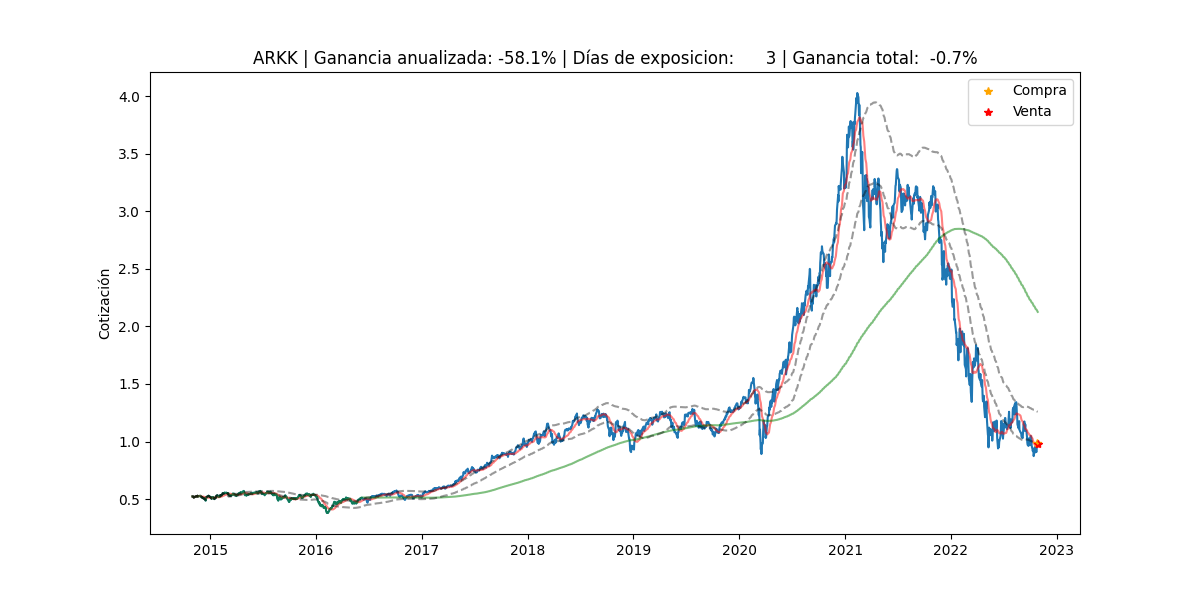 ARKK | Ganancia anualizada: -58.1% | Días de exposicion:      3 | Ganancia total:  -0.7%
Compra
Venta
Cotización
4.0
3.5
3.0
2.5
2.0
1.5
1.0
0.5
2015 2016 2017 2018 2019 2020 2021 2022 2023